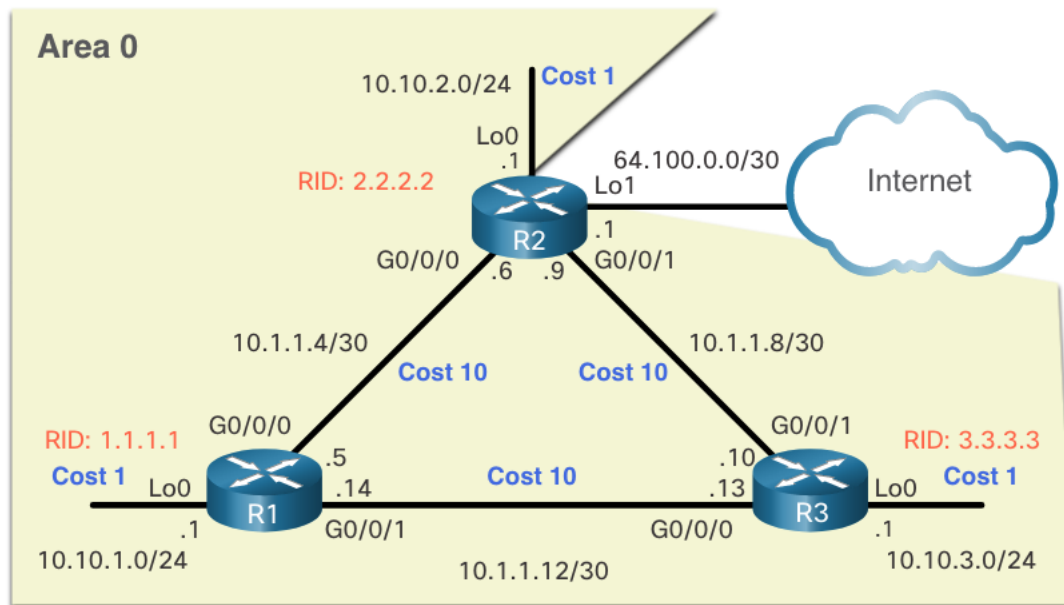 Area 0
10.10.2.0/24
Cost 1
Lo0
.1
64.100.0.0/30
Internet
RID: 2.2.2.2
Lo1
.1
R2
G0/0/0
.6
.9
G0/0/1
10.1.1.4/30
10.1.1.8/30
Cost 10
Cost 10
G0/0/0
G0/0/1
RID: 1.1.1.1
RID: 3.3.3.3
Cost 1
Lo0
.5
Cost 10
.10
Cost 1
.14
.13
Lo0
R1
R3
.1
G0/0/1
G0/0/0
.1
10.10.1.0/24
10.1.1.12/30
10.10.3.0/24